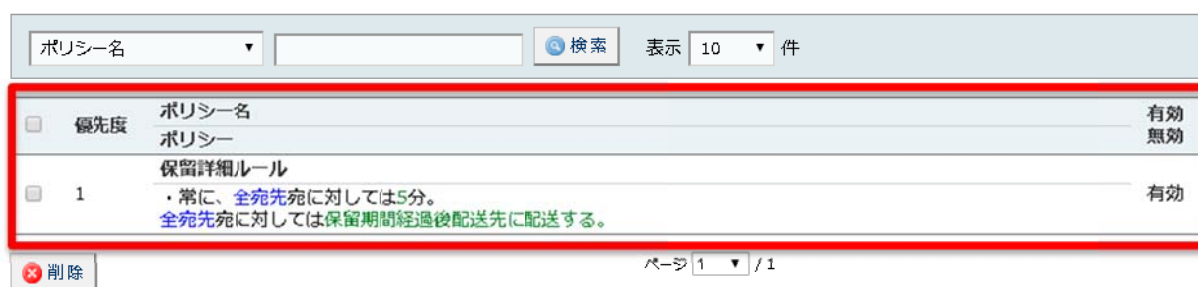 ポリシー名 検索 表示 10 件
優先度 ポリシー名 有効
ポリシー 無効
保留詳細ルール
1 ・常に、全宛先宛に対しては5分。 有効
全宛先宛に対しては保留期間経過後配送先に配送する。
削除 ページ 1 / 1